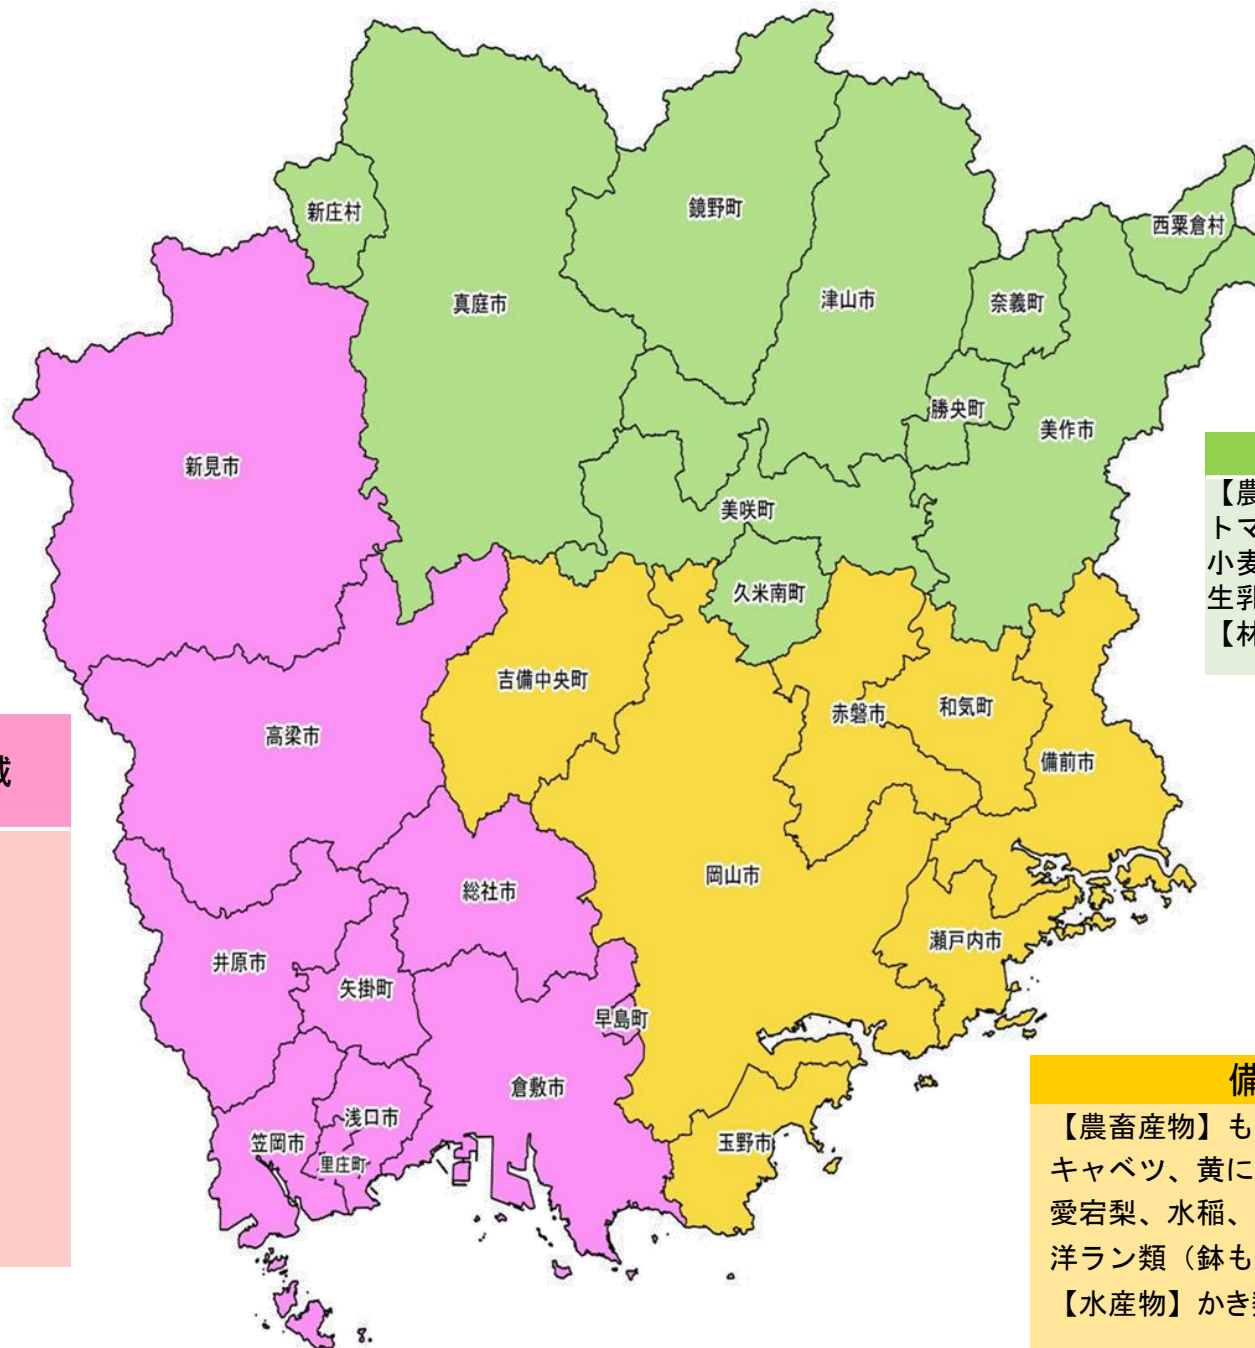 新庄村
鏡野町
西粟倉村
真庭市
津山市
奈義町
勝央町
美作市
新見市
美咲町
久米南町
吉備中央町
赤磐市
和気町
高梁市
備前市
岡山市
総社市
瀬戸内市
井原市
矢掛町
早島町
倉敷市
浅口市
笠岡市
里庄町
玉野市
域
【農
トマ
小麦
生乳
【材
備
【農畜産物】も
キャベツ、黄に
愛宕梨、水稲、
洋ラン類（鉢も
【水産物】かき